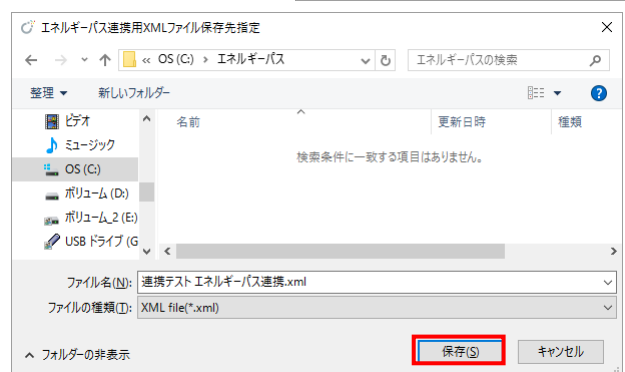 エネルギーパス連携用XMLファイル保存先指定
« OS (C:) › エネルギーパス
エネルギーパスの検索
整理 新しいフォルダー
名前 更新日時 種類
検索条件に一致する項目はありません。
ビデオ
ミュージック
OS (C:)
ボリューム (D:)
ボリューム_2 (E:)
USB ドライブ (G
ファイル名(N): 連携テスト エネルギーパス連携.xml
ファイルの種類(T): XML file(*.xml)
フォルダーの非表示
保存(S) キャンセル